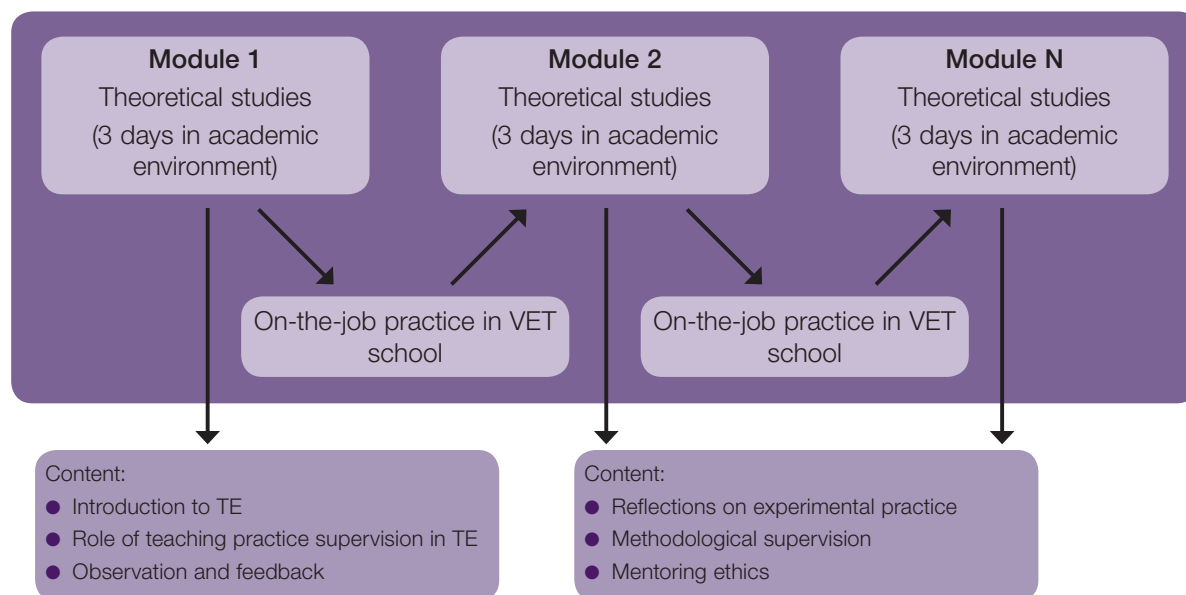 Module 1
Theoretical studies
(3 days in academic
environment)
Module 2
Theoretical studies
(3 days in academic
environment)
Module N
Theoretical studies
(3 days in academic
environment)
On-the-job practice in VET
school
On-the-job practice in VET
school
Content:
● Introduction to TE
● Role of teaching practice supervision in TE
● Observation and feedback
Content:
● Reflections on experimental practice
● Methodological supervision
● Mentoring ethics